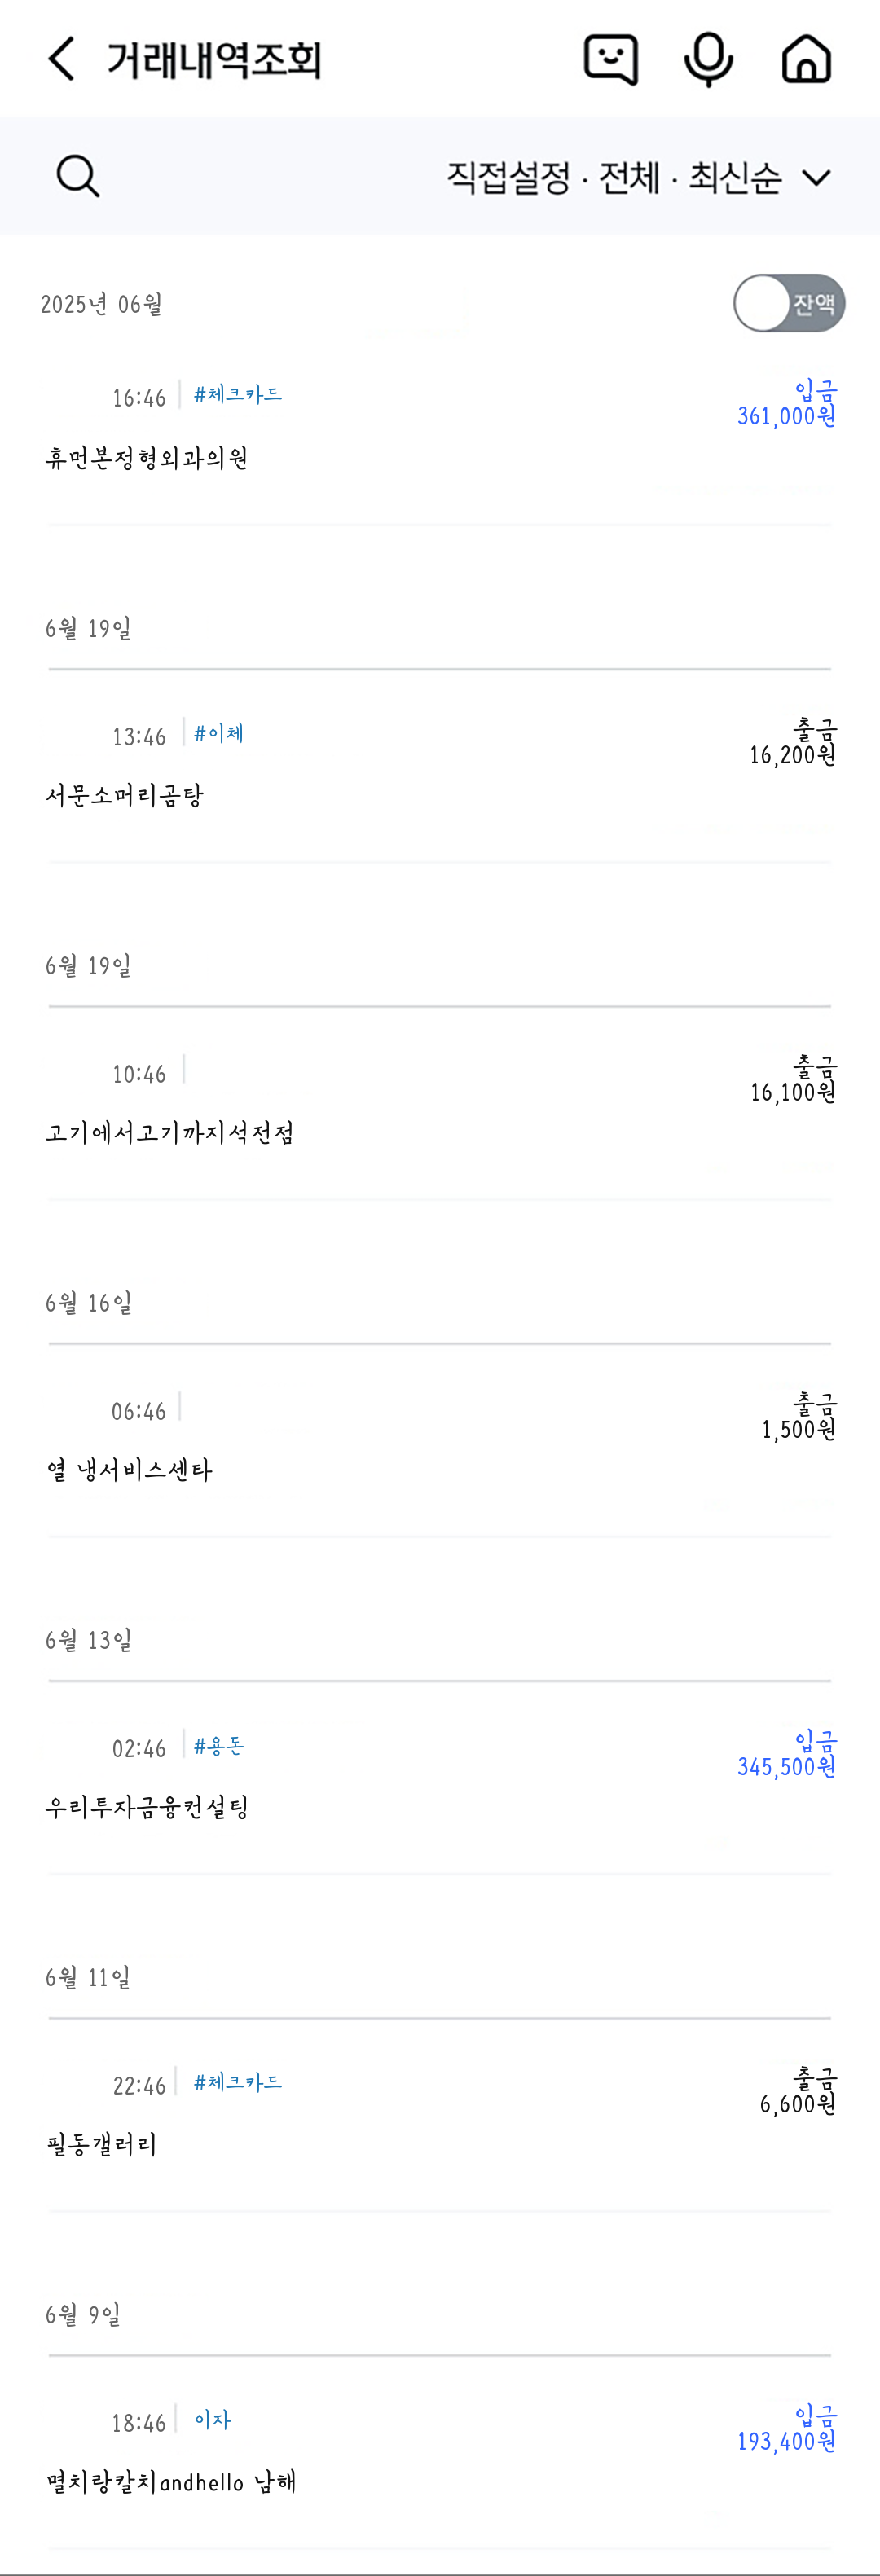 거래내역조회
직접설정 · 전체 · 최신순
2025년 06월 잔액
16:46 #체크카드 입금
361,000원
휴먼본정형외과의원
6월 19일
13:46 #이체 출금
16,200원
서문소머리곰탕
6월 19일
10:46 출금
16,100원
고기에서고기까지석전점
6월 16일
06:46 출금
1,500원
열 냉서비스센타
6월 13일
02:46 #용돈 입금
345,500원
우리투자금융컨설팅
6월 11일
22:46 #체크카드 출금
6,600원
필동갤러리
6월 9일
18:46 이자 입금
193,400원
멸치랑칼치andhello 남해